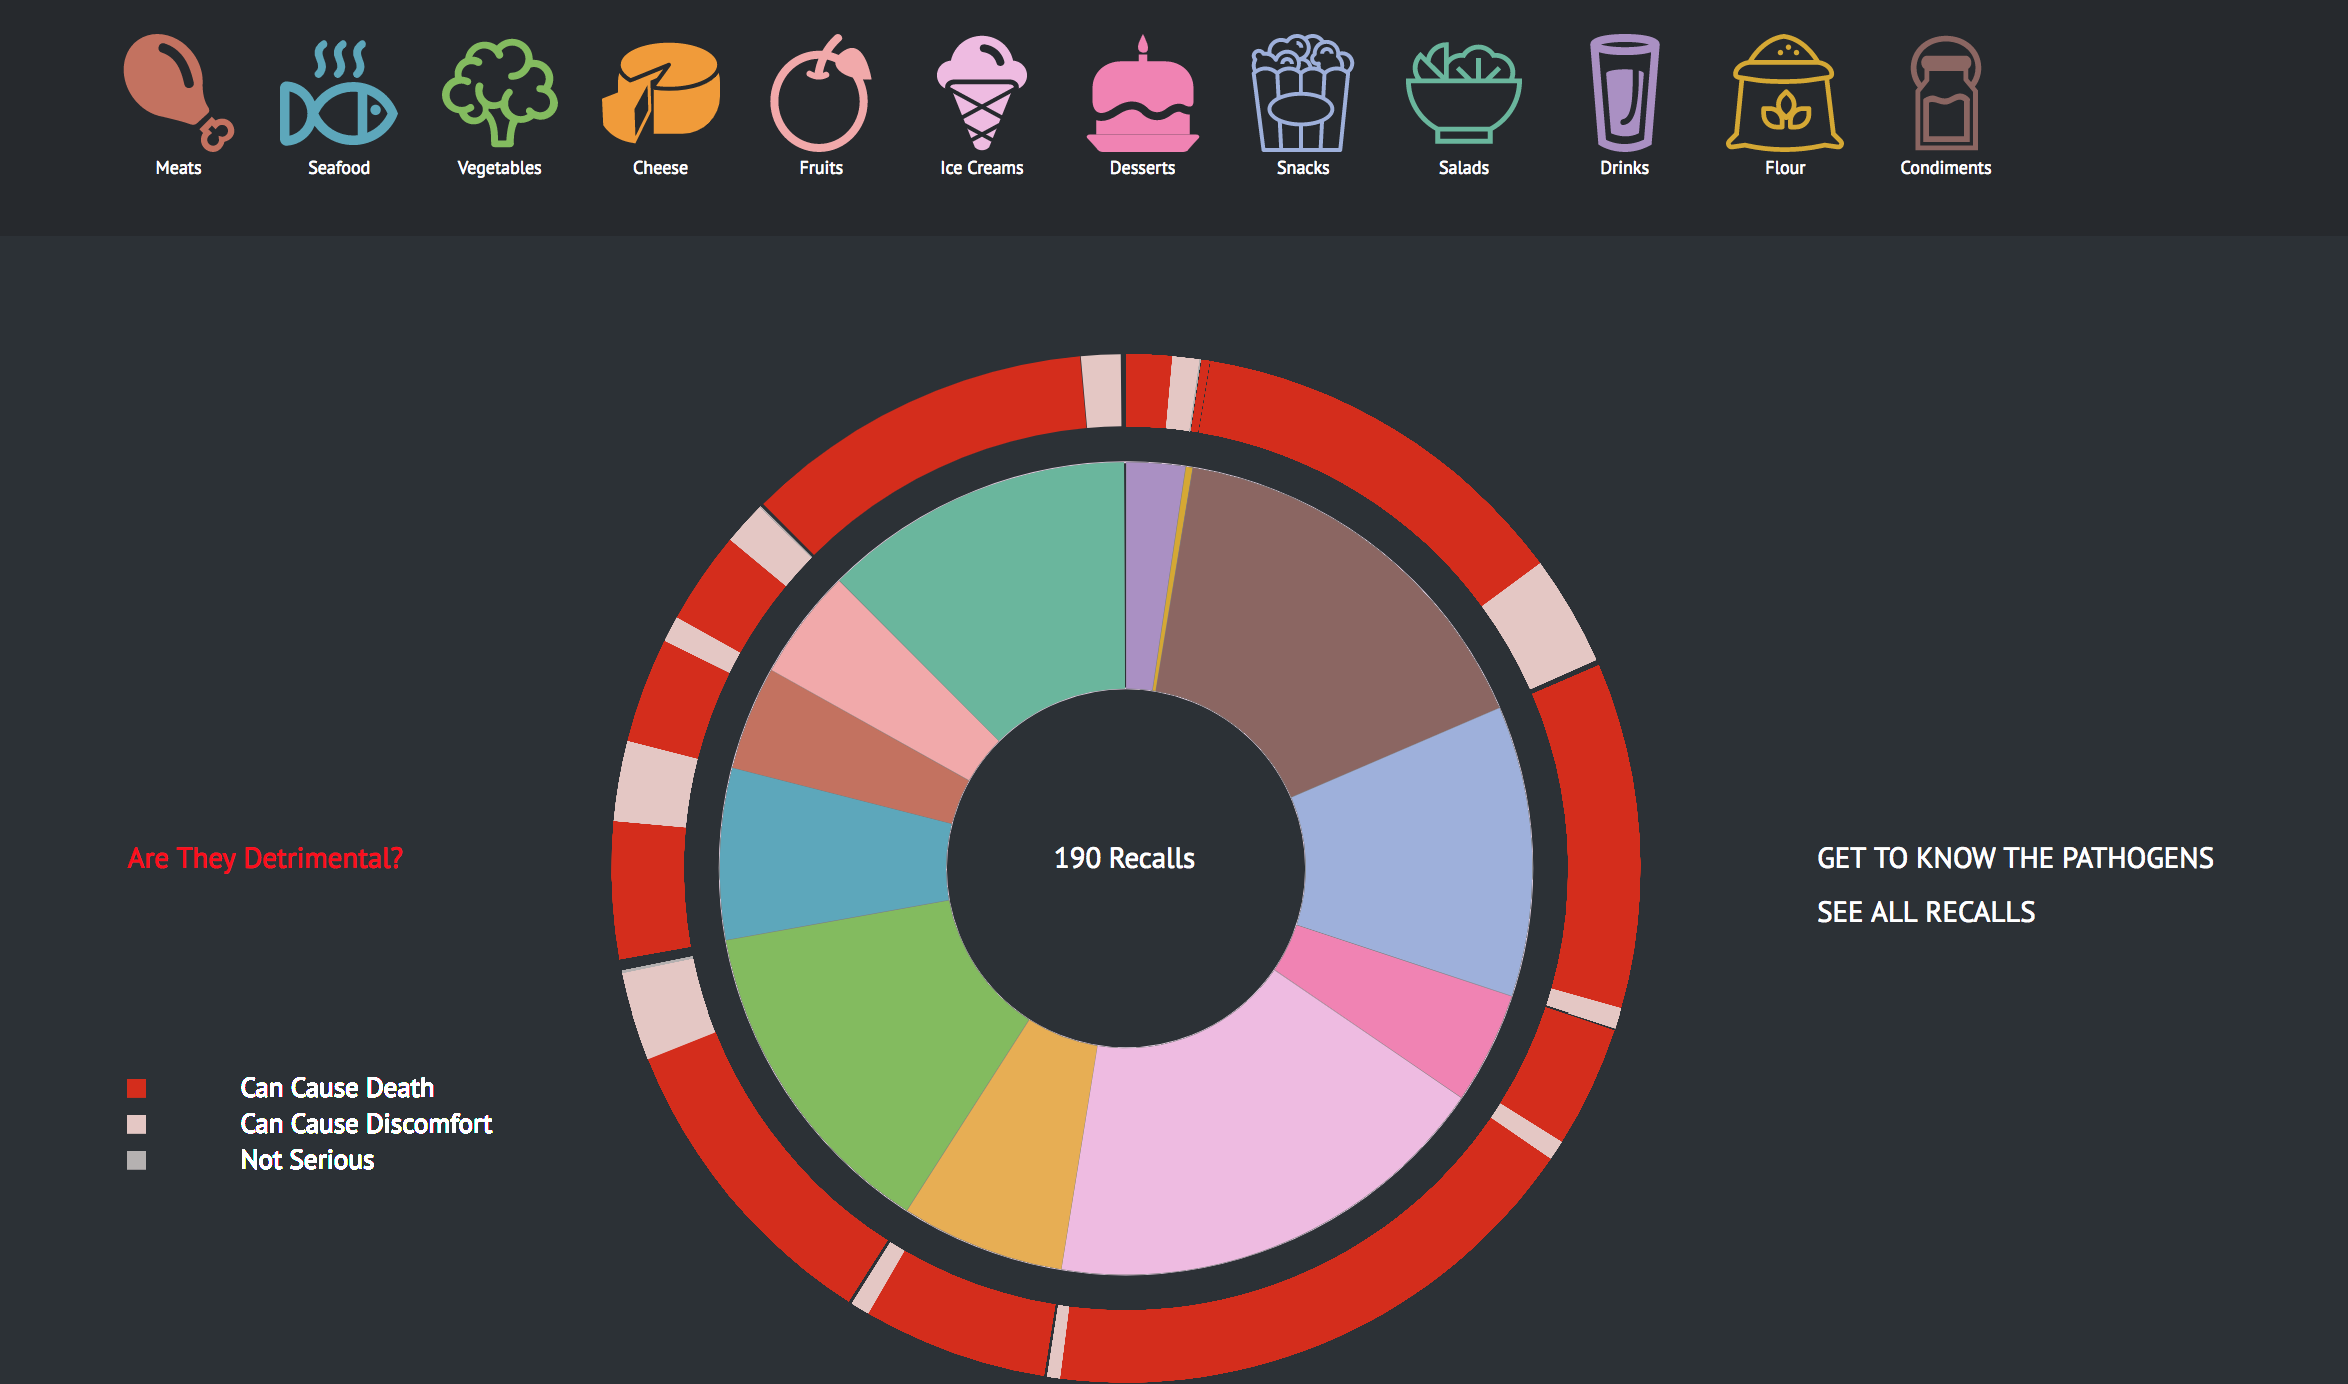 Meats
Seafood
Vegetables
Cheese
Fruits
Ice Creams
Desserts
Snacks
Salads
Drinks
Flour
Condiments
Are They Detrimental?
190 Recalls
GET TO KNOW THE PATHOGENS
SEE ALL RECALLS
Can Cause Death
Can Cause Discomfort
Not Serious